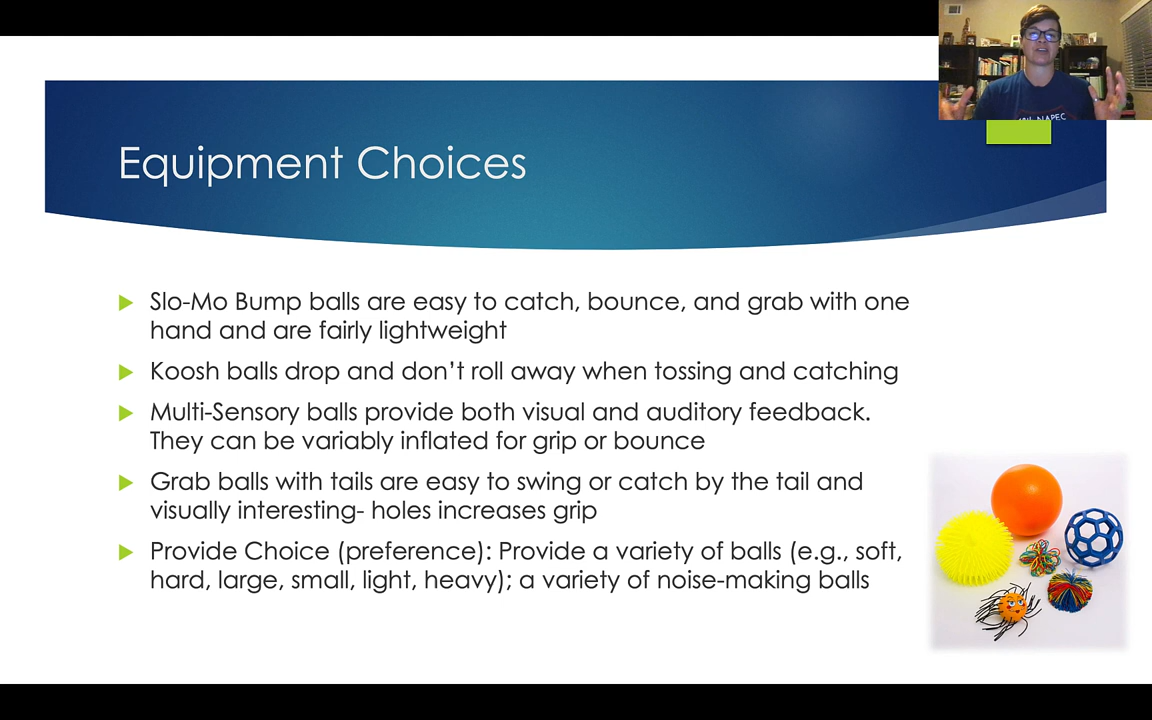 NAPEC
Equipment Choices
Slo-Mo Bump balls are easy to catch, bounce, and grab with one
hand and are fairly lightweight
Koosh balls drop and don't roll away when tossing and catching
Multi-Sensory balls provide both visual and auditory feedback.
They can be variably inflated for grip or bounce
Grab balls with tails are easy to swing or catch by the tail and
visually interesting- holes increases grip
Provide Choice (preference): Provide a variety of balls (e.g., soft,
hard, large, small, light, heavy); a variety of noise-making balls